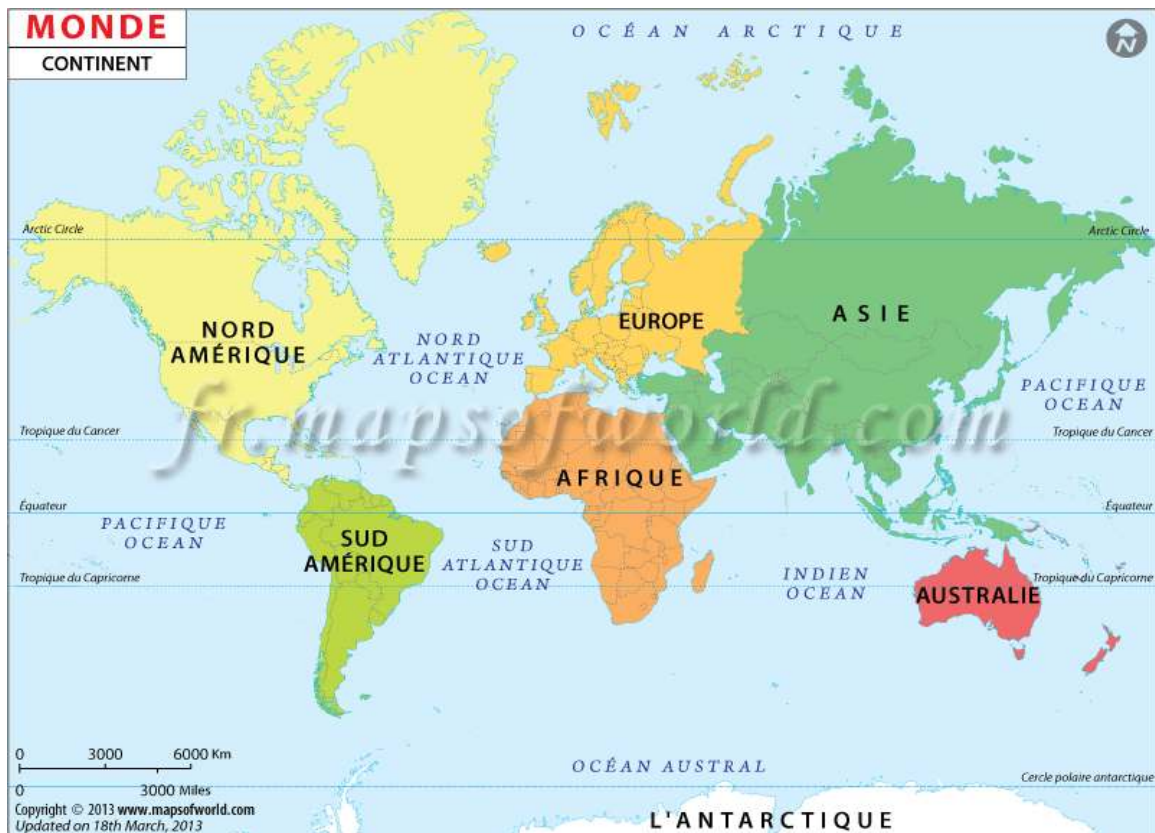 MONDE
CONTINENT
OCÉAN ARCTIQUE
N
Arctic Circle
Arctic Circle
NORD
AMÉRIQUE
NORD
ATLANTIQUE
OCEAN
EUROPE
ASIE
PACIFIQUE
OCEAN
fr.mapsofworld.com
Tropique du Cancer
Tropique du Cancer
AFRIQUE
Équateur
Équateur
PACIFIQUE
OCEAN
SUD
AMÉRIQUE
SUD
ATLANTIQUE
OCEAN
INDIEN
OCEAN
Tropique du Capricorne
Tropique du Capricorne
AUSTRALIE
0 3000 6000 Km
0 3000 Miles
OCÉAN AUSTRAL
Cercle polaire antarctique
Copyright © 2013 www.mapsofworld.com
Updated on 18th March, 2013
L'ANTARCTIQUE